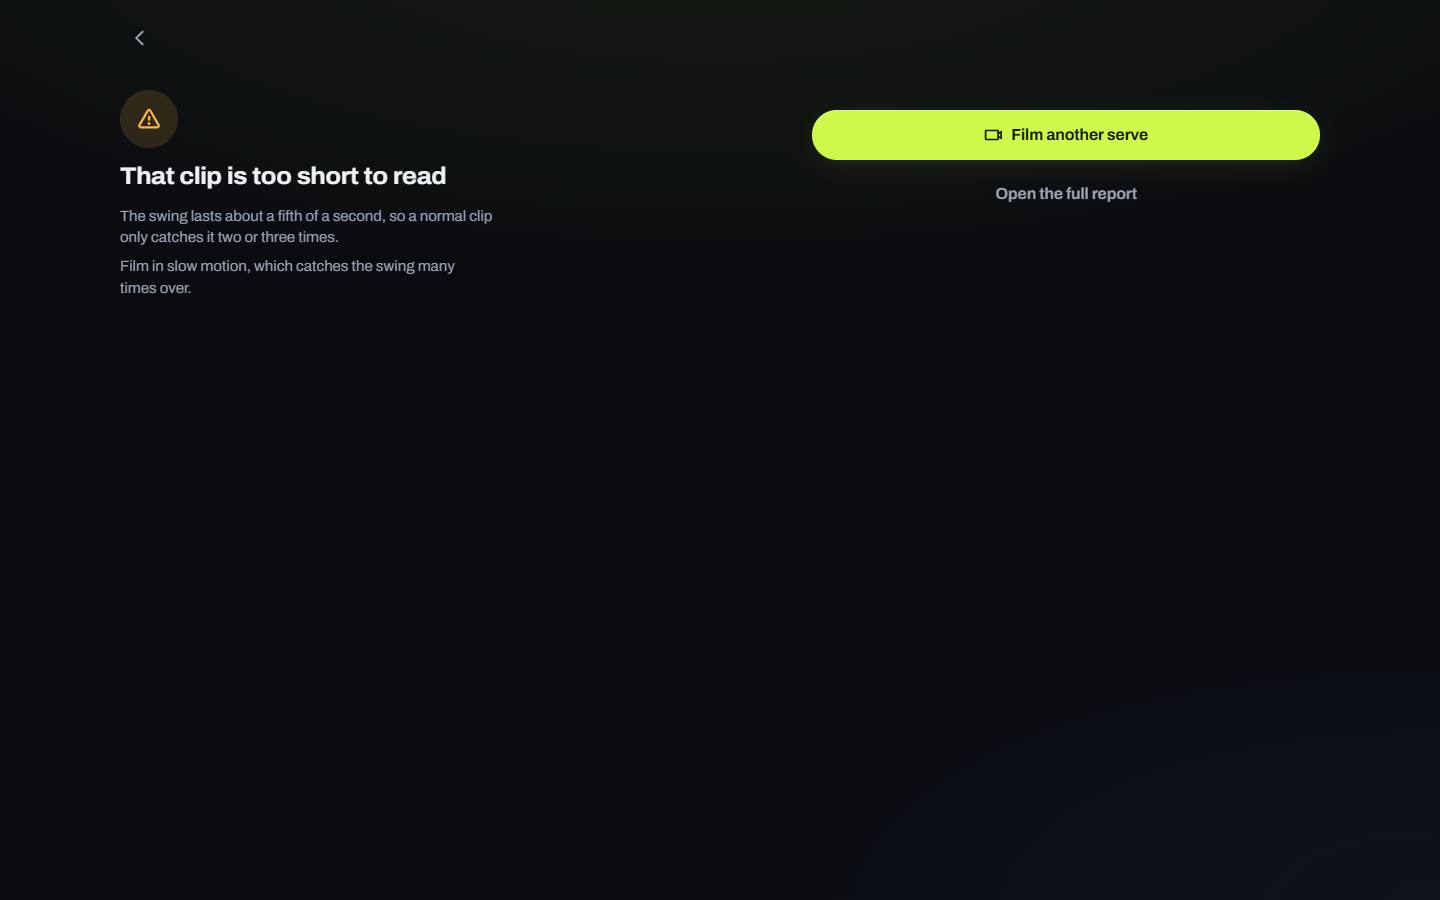 That clip is too short to read
The swing lasts about a fifth of a second, so a normal clip
only catches it two or three times.
Film in slow motion, which catches the swing many
times over.
Film another serve
Open the full report